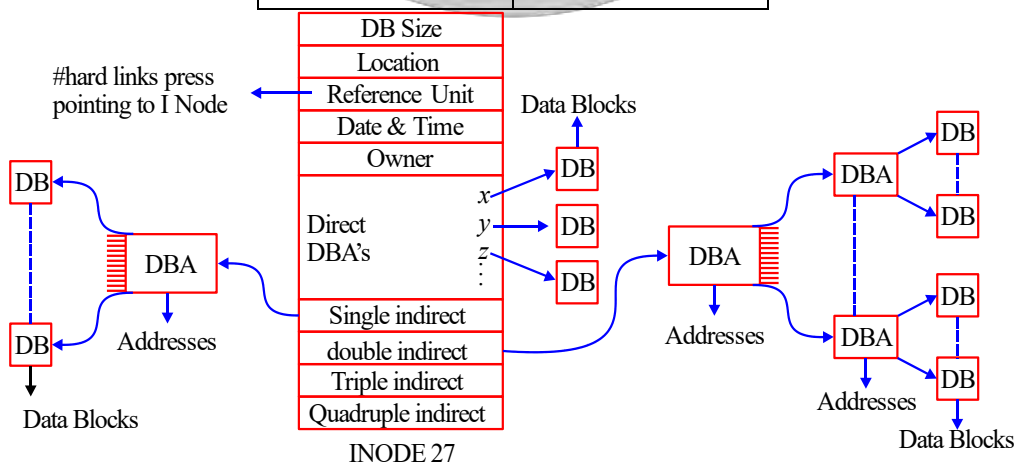 DB Size
Location
#hard links press
pointing to I Node
Reference Unit
Date & Time
Owner
Direct
DBA's
x
y
z
Data Blocks
DB
DB
DB
Single indirect
double indirect
Triple indirect
Quadruple indirect
INODE 27
DB
DBA
DB
Addresses
Data Blocks
DBA
Addresses
DBA
DB
DB
DBA
DB
DB
Addresses
Data Blocks